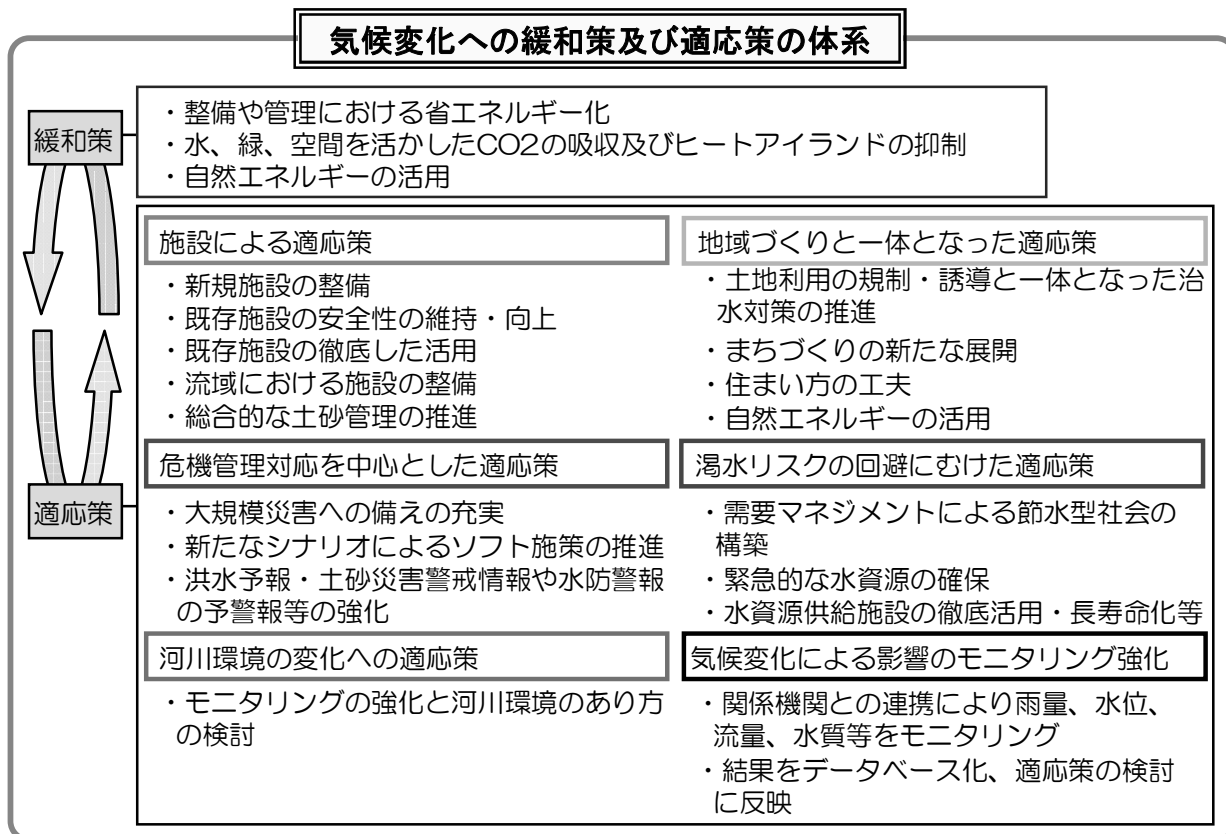 気候変化への緩和策及び適応策の体系
緩和策
・整備や管理における省エネルギー化
・水、緑、空間を活かしたCO2の吸収及びヒートアイランドの抑制
・自然エネルギーの活用
適応策
施設による適応策
・新規施設の整備
・既存施設の安全性の維持・向上
・既存施設の徹底した活用
・流域における施設の整備
・総合的な土砂管理の推進
地域づくりと一体となった適応策
・土地利用の規制・誘導と一体となった治
水対策の推進
・まちづくりの新たな展開
・住まい方の工夫
・自然エネルギーの活用
危機管理対応を中心とした適応策
・大規模災害への備えの充実
・新たなシナリオによるソフト施策の推進
・洪水予報・土砂災害警戒情報や水防警報
の予警報等の強化
渇水リスクの回避にむけた適応策
・需要マネジメントによる節水型社会の
構築
・緊急的な水資源の確保
・水資源供給施設の徹底活用・長寿命化等
河川環境の変化への適応策
・モニタリングの強化と河川環境のあり方
の検討
気候変化による影響のモニタリング強化
・関係機関との連携により雨量、水位、
流量、水質等をモニタリング
・結果をデータベース化、適応策の検討
に反映